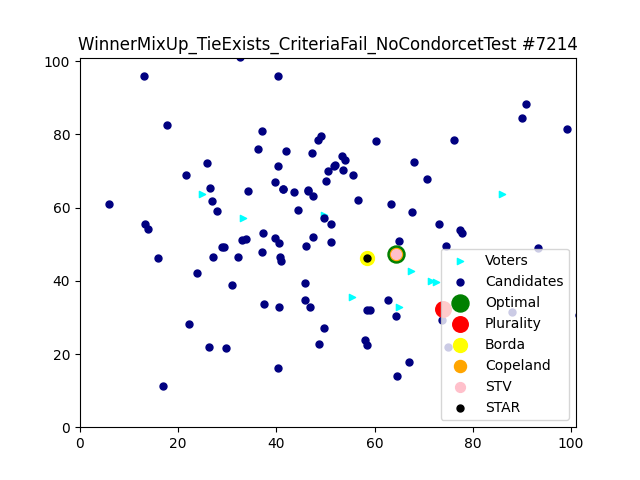 WinnerMixUp_TieExists_CriteriaFail_NoCondorcetTest #7214
100
80
60
40
20
0
0 20 40 60 80 100
Voters
Candidates
Optimal
Plurality
Borda
Copeland
STV
STAR